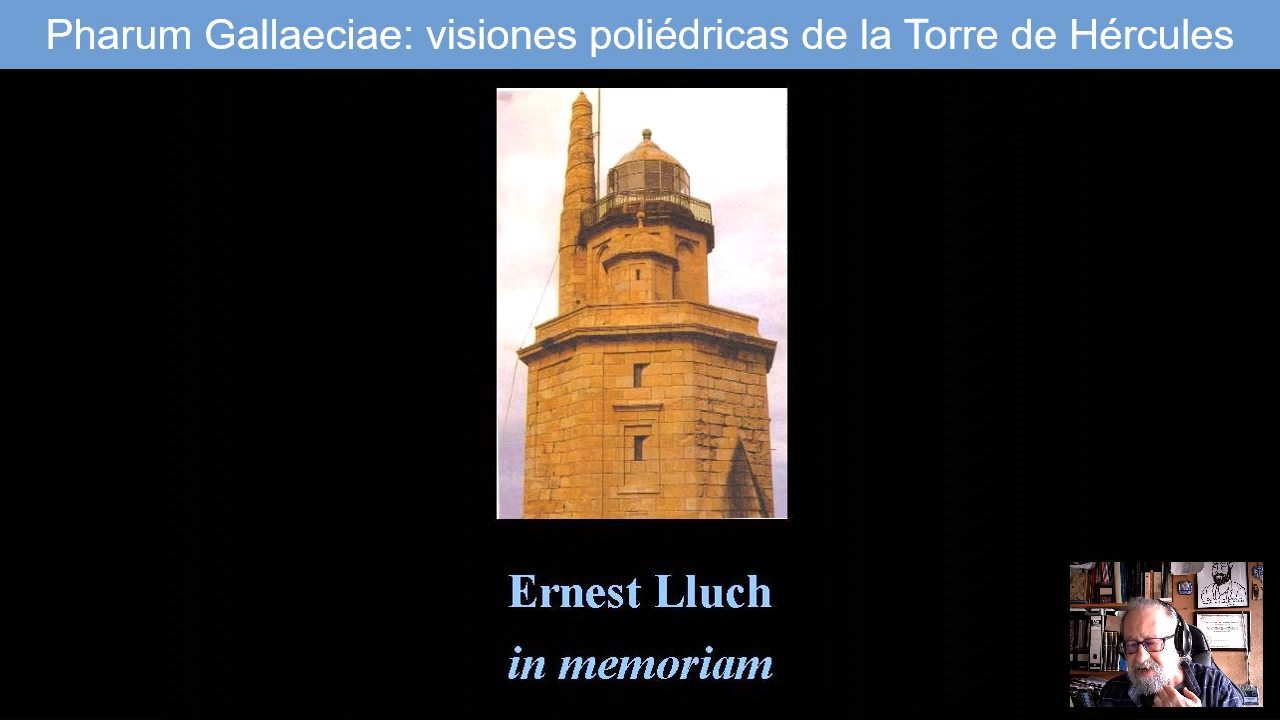 Pharum Gallaeciae: visiones poliédricas de la Torre de Hércules
Ernest Lluch
in memoriam